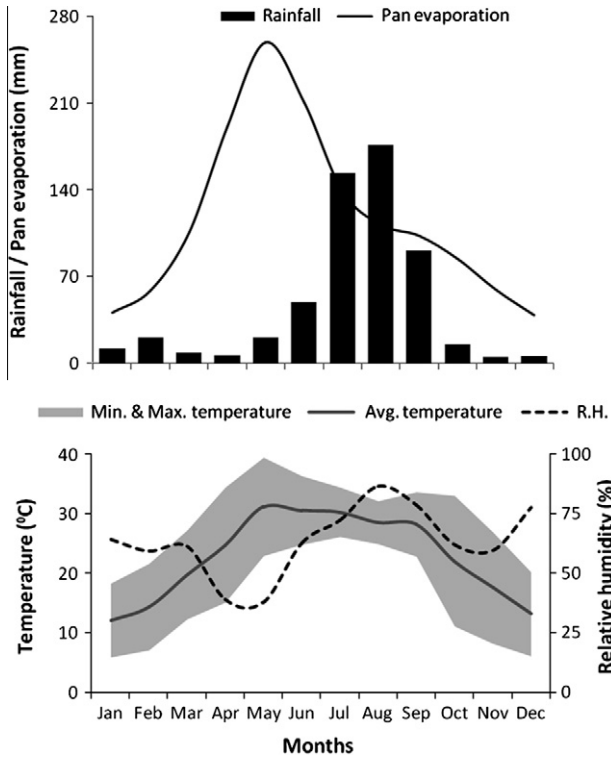 Rainfall
Pan evaporation
Rainfall / Pan evaporation (mm)
280
210
140
70
0
Min. & Max. temperature
Avg. temperature
R.H.
Temperature (⁰C)
40
30
20
10
0
100
75
50
25
0
Relative humidity (%)
Jan Feb Mar Apr May Jun Jul Aug Sep Oct Nov Dec
Months